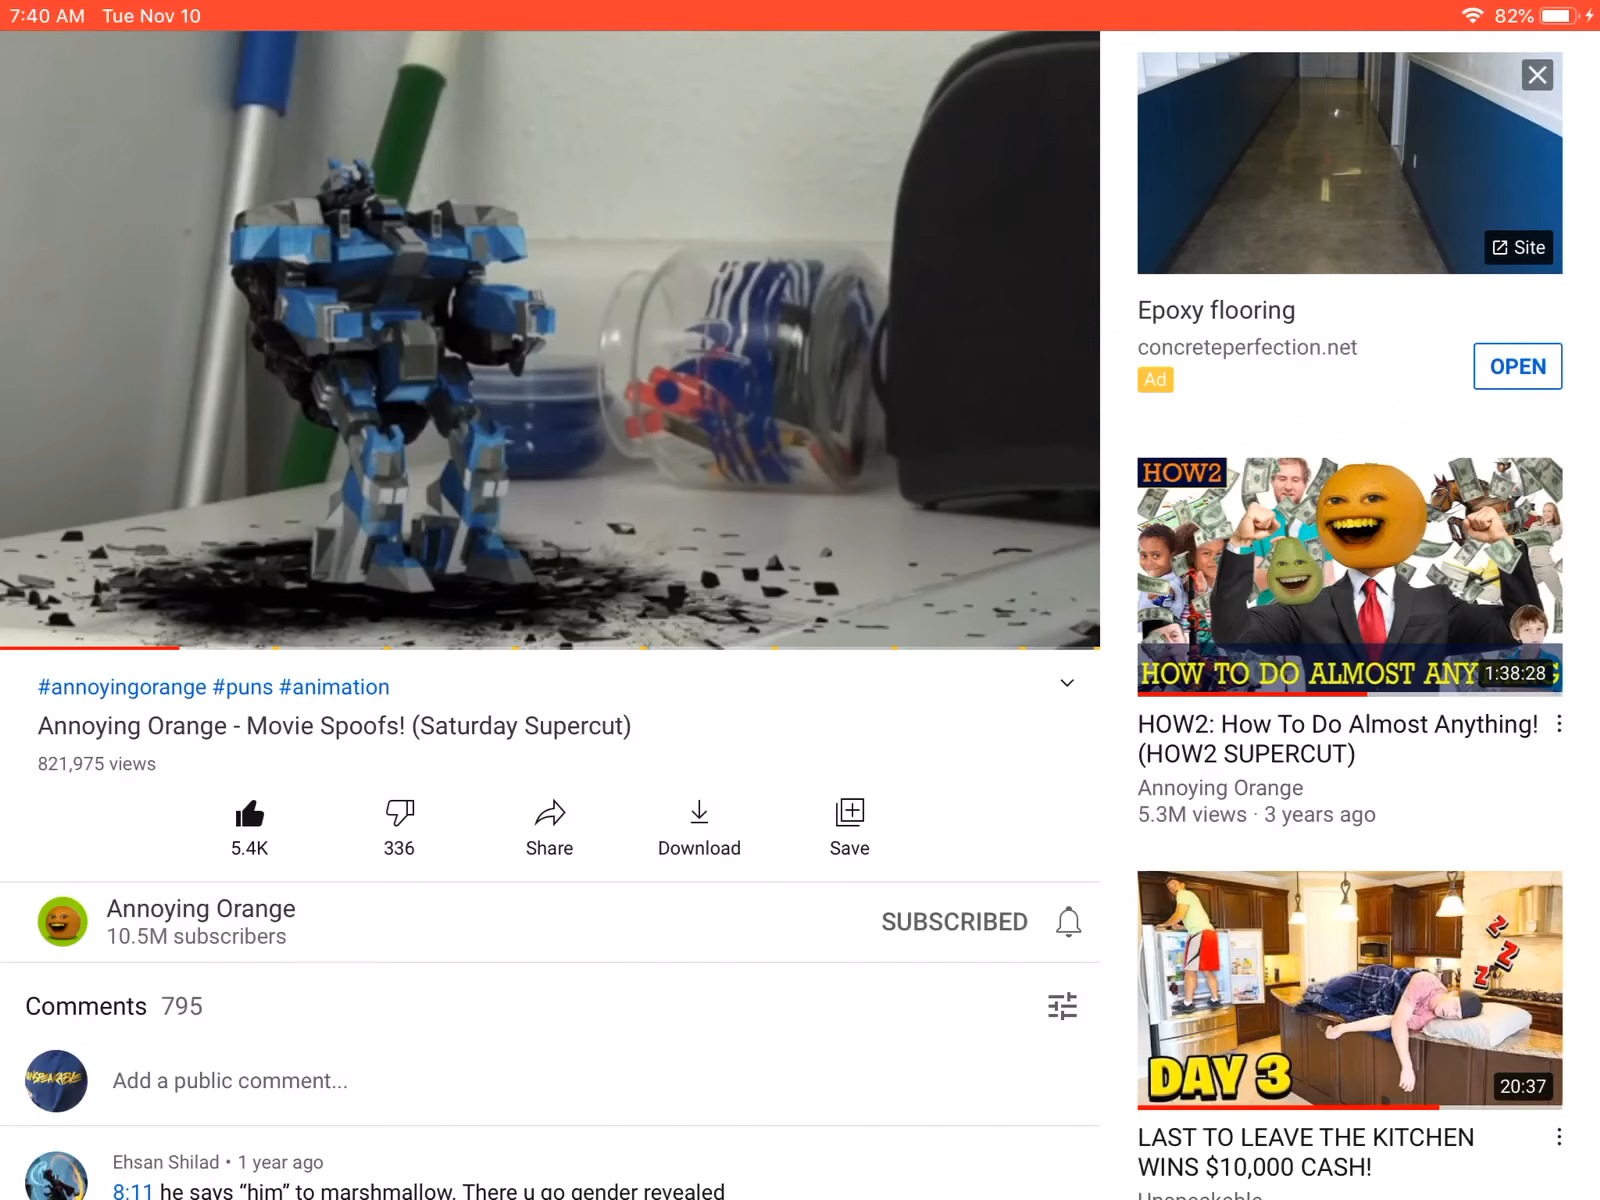 7:40 AM Tue Nov 10
82%
Site
Epoxy flooring
concreteperfection.net
Ad
OPEN
#annoyingorange #puns #animation
Annoying Orange - Movie Spoofs! (Saturday Supercut)
821,975 views
5.4K
336
Share
Download
Save
Annoying Orange
10.5M subscribers
SUBSCRIBED
Comments 795
Add a public comment...
Ehsan Shilad • 1 year ago
8:11 he says “him” to marshmallow. There u go gender revealed
HOW2
HOW TO DO ALMOST ANY
1:38:28
HOW2: How To Do Almost Anything!
(HOW2 SUPERCUT)
Annoying Orange
5.3M views · 3 years ago
Z
Z
Z
DAY 3
20:37
LAST TO LEAVE THE KITCHEN
WINS $10,000 CASH!